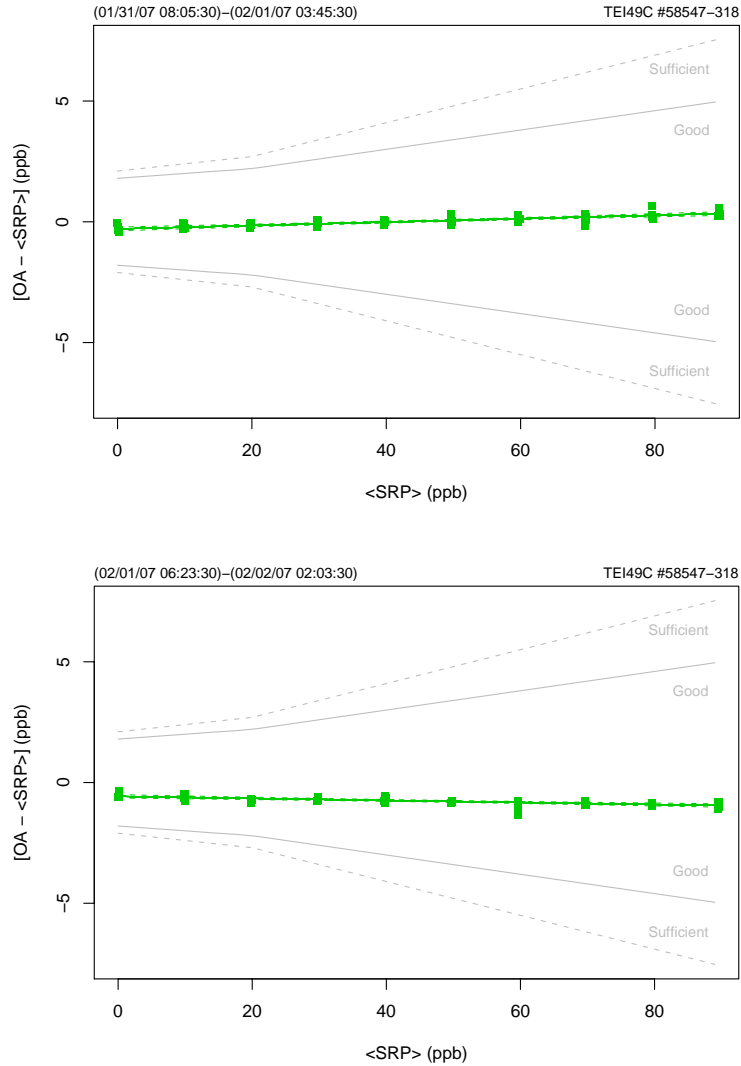 (01/31/07 08:05:30)−(02/01/07 03:45:30) TEI49C #58547−318
Sufficient
5
Good
[OA − <SRP>] (ppb)
0
Good
−5
Sufficient
0 20 40 60 80
<SRP> (ppb)
(02/01/07 06:23:30)−(02/02/07 02:03:30) TEI49C #58547−318
Sufficient
5
Good
[OA − <SRP>] (ppb)
0
Good
−5
Sufficient
0 20 40 60 80
<SRP> (ppb)